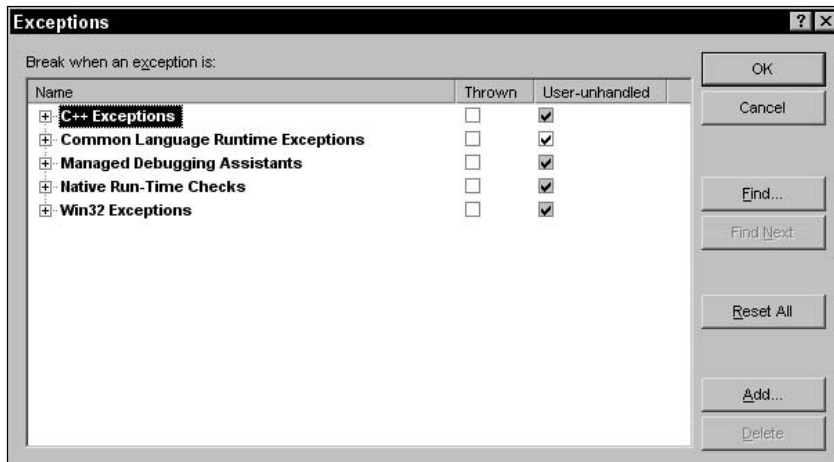 Exceptions
Break when an exception is:
Name Thrown User-unhandled
C++ Exceptions
Common Language Runtime Exceptions
Managed Debugging Assistants
Native Run-Time Checks
Win32 Exceptions
OK
Cancel
Find...
Find Next
Reset All
Add...
Delete